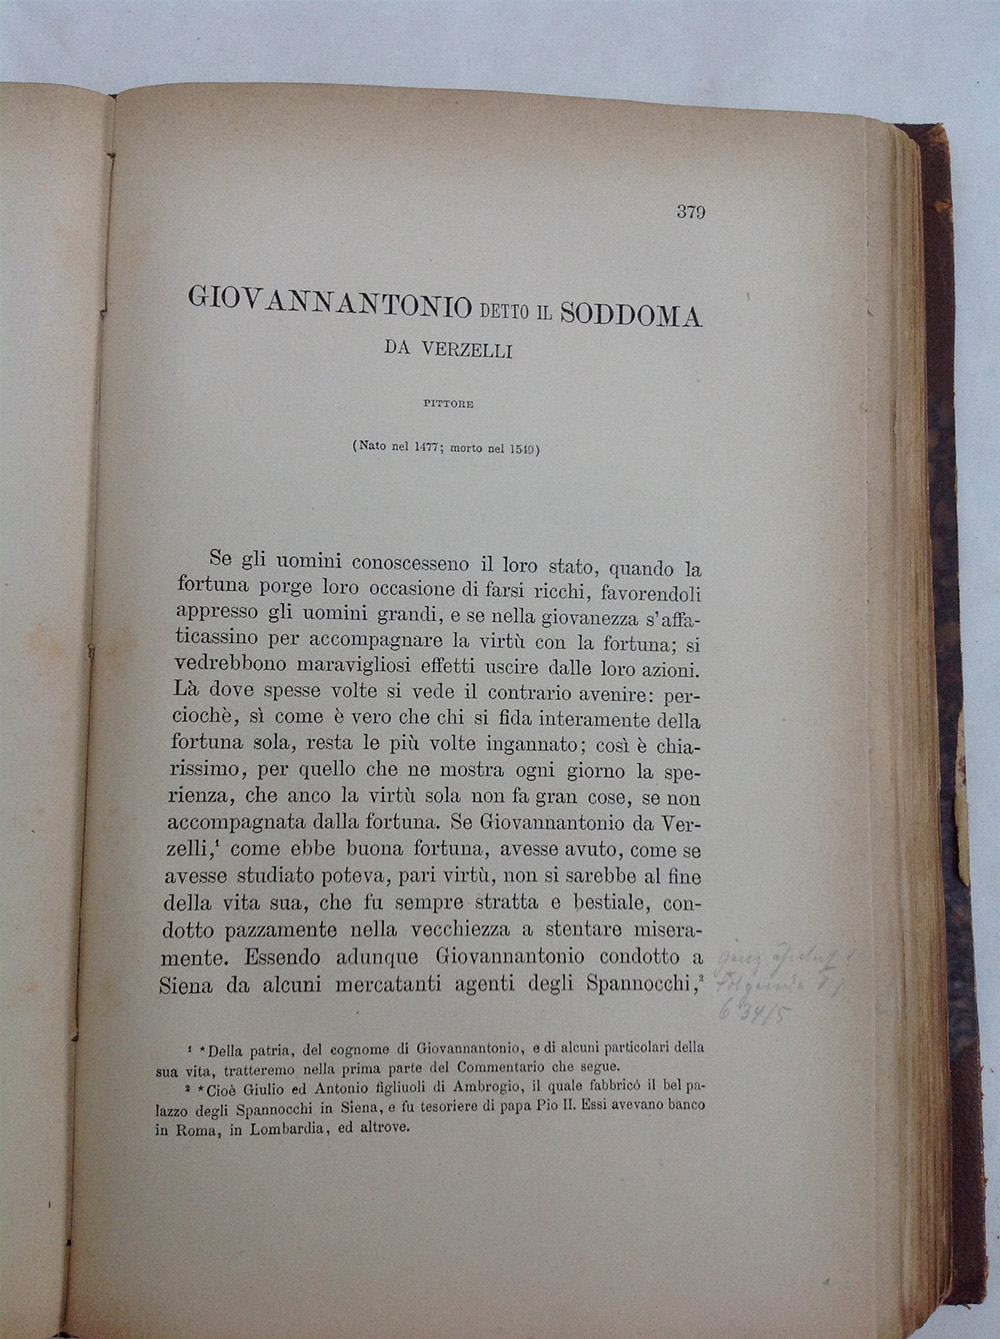 379
GIOVANNANTONIO DETTO IL SODDOMA
DA VERZELLI
PITTORE
(Nato nel 1477; morto nel 1549)
Se gli uomini conoscesseno il loro stato, quando la
fortuna porge loro occasione di farsi ricchi, favorendoli
appresso gli uomini grandi, e se nella giovanezza s'affa-
ticassino per accompagnare la virtù con la fortuna; si
vedrebbono maravigliosi effetti uscire dalle loro azioni.
Là dove spesse volte si vede il contrario avenire: per-
ciochè, sì come è vero che chi si fida interamente della
fortuna sola, resta le più volte ingannato; così è chia-
rissimo, per quello che ne mostra ogni giorno la spe-
rienza, che anco la virtù sola non fa gran cose, se non
accompagnata dalla fortuna. Se Giovannantonio da Ver-
zelli,¹ come ebbe buona fortuna, avesse avuto, come se
avesse studiato poteva, pari virtù, non si sarebbe al fine
della vita sua, che fu sempre stratta e bestiale, con-
dotto pazzamente nella vecchiezza a stentare misera-
mente. Essendo adunque Giovannantonio condotto a
Siena da alcuni mercatanti agenti degli Spannocchi,²
¹ *Della patria, del cognome di Giovannantonio, e di alcuni particolari della
sua vita, tratteremo nella prima parte del Commentario che segue.
² *Cioè Giulio ed Antonio figliuoli di Ambrogio, il quale fabbricò il bel pa-
lazzo degli Spannocchi in Siena, e fu tesoriere di papa Pio II. Essi avevano banco
in Roma, in Lombardia, ed altrove.
ganz
634/5